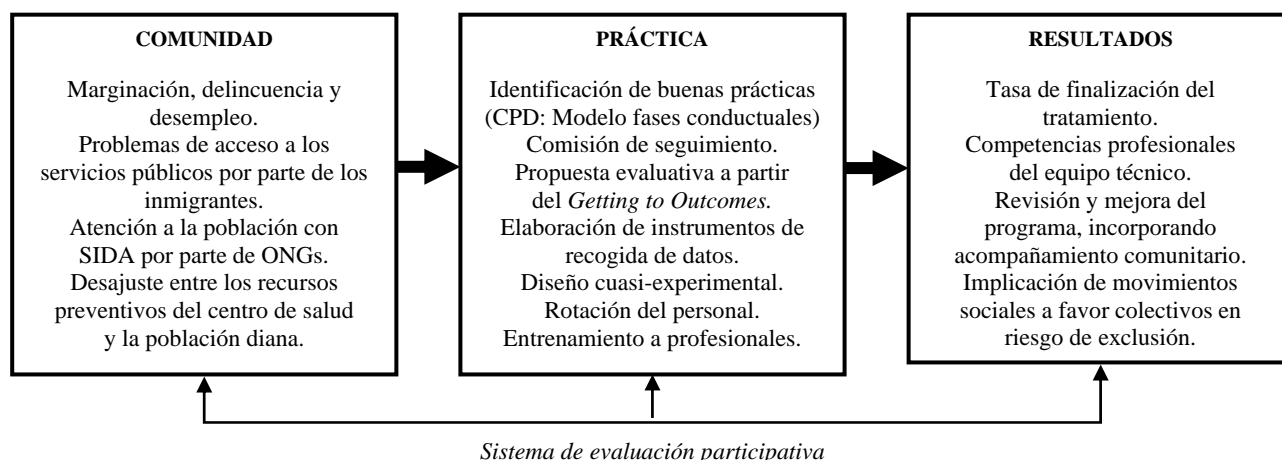 COMUNIDAD
Marginación, delincuencia y
desempleo.
Problemas de acceso a los
servicios públicos por parte de los
inmigrantes.
Atención a la población con
SIDA por parte de ONGs.
Desajuste entre los recursos
preventivos del centro de salud
y la población diana.
PRÁCTICA
Identificación de buenas prácticas
(CPD: Modelo fases conductuales)
Comisión de seguimiento.
Propuesta evaluativa a partir
del Getting to Outcomes.
Elaboración de instrumentos de
recogida de datos.
Diseño cuasi-experimental.
Rotación del personal.
Entrenamiento a profesionales.
RESULTADOS
Tasa de finalización del
tratamiento.
Competencias profesionales
del equipo técnico.
Revisión y mejora del
programa, incorporando
acompañamiento comunitario.
Implicación de movimientos
sociales a favor colectivos en
riesgo de exclusión.
Sistema de evaluación participativa